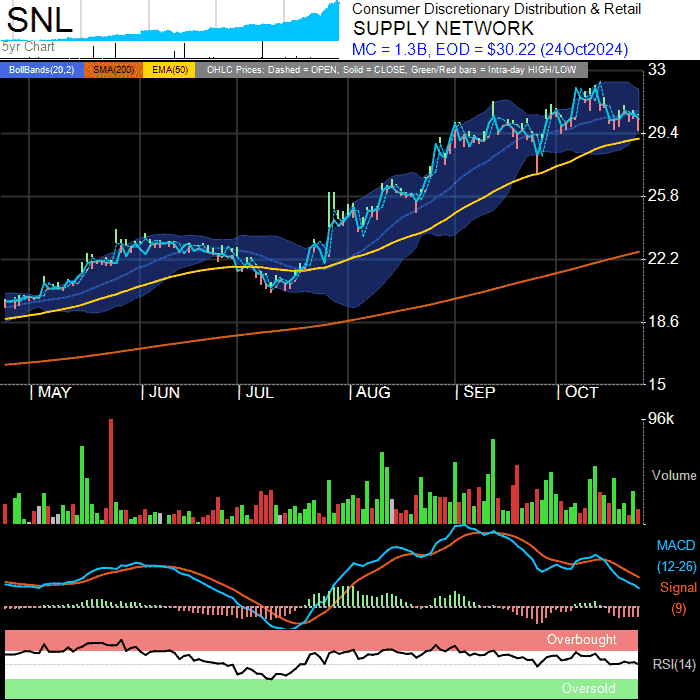 SNL
5yr Chart
Consumer Discretionary Distribution & Retail
SUPPLY NETWORK
MC = 1.3B, EOD = $30.22 (24Oct2024)
BollBands(20,2) SMA(200) EMA(50) OHLC Prices: Dashed = OPEN, Solid = CLOSE, Green/Red bars = Intra-day HIGH/LOW
33
29.4
25.8
22.2
18.6
15
MAY JUN JUL AUG SEP OCT
96k
Volume
MACD
(12-26)
Signal
(9)
Overbought
RSI(14)
Oversold